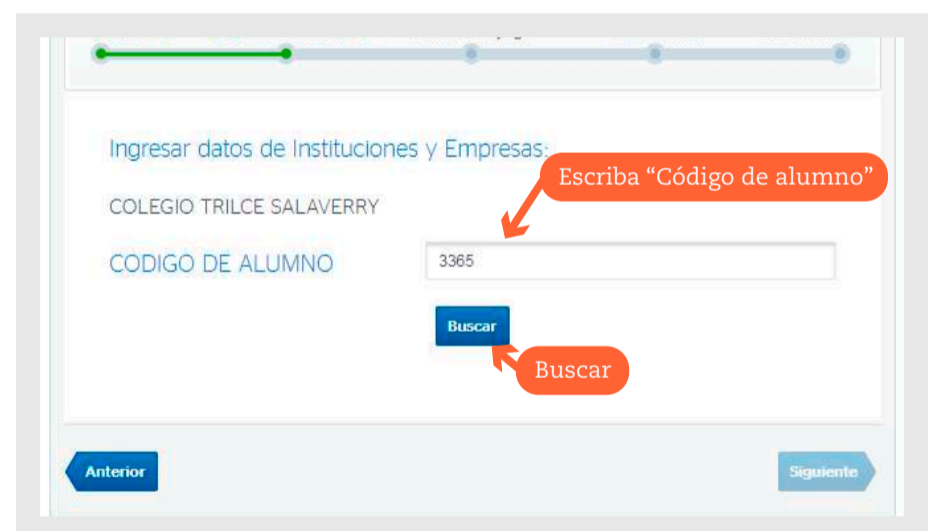 Ingresar datos de Instituciones y Empresas:
Escriba “Código de alumno”
COLEGIO TRILCE SALAVERRY
CODIGO DE ALUMNO
3365
Buscar
Buscar
Anterior
Siguiente